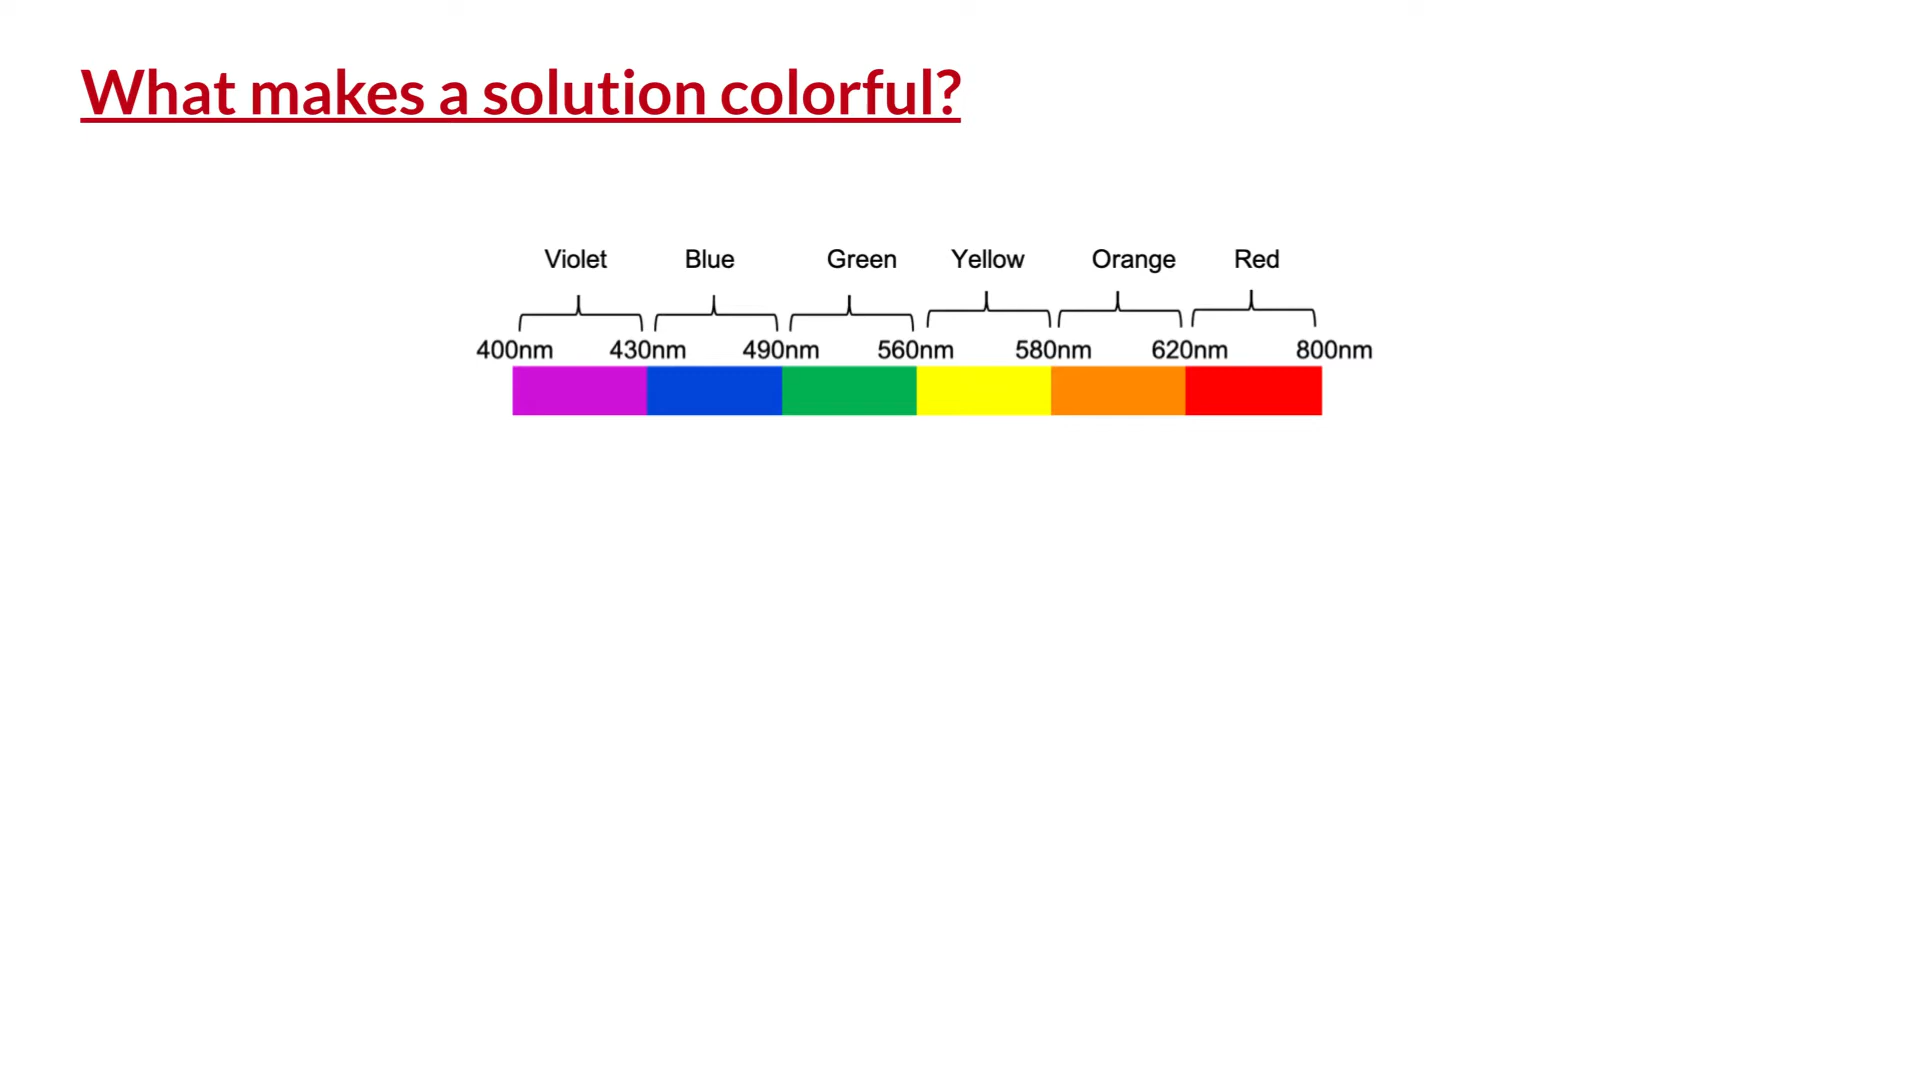 What makes a solution colorful?
Violet Blue Green Yellow Orange Red
400nm 430nm 490nm 560nm 580nm 620nm 800nm